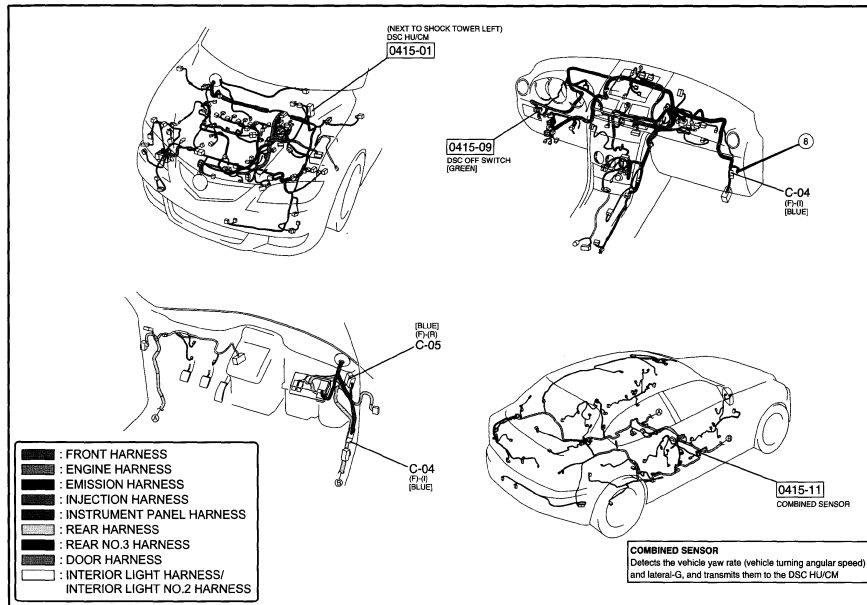 (NEXT TO SHOCK TOWER LEFT)
DSC HU/CM
0415-01
0415-09
DSC OFF SWITCH
[GREEN]
8
C-04
(F)-(I)
[BLUE]
[BLUE]
(F)-(R)
C-05
C-04
(F)-(I)
[BLUE]
A
B
A
B
0415-11
COMBINED SENSOR
: FRONT HARNESS
: ENGINE HARNESS
: EMISSION HARNESS
: INJECTION HARNESS
: INSTRUMENT PANEL HARNESS
: REAR HARNESS
: REAR NO.3 HARNESS
: DOOR HARNESS
: INTERIOR LIGHT HARNESS/
INTERIOR LIGHT NO.2 HARNESS
COMBINED SENSOR
Detects the vehicle yaw rate (vehicle turning angular speed)
and lateral-G, and transmits them to the DSC HU/CM